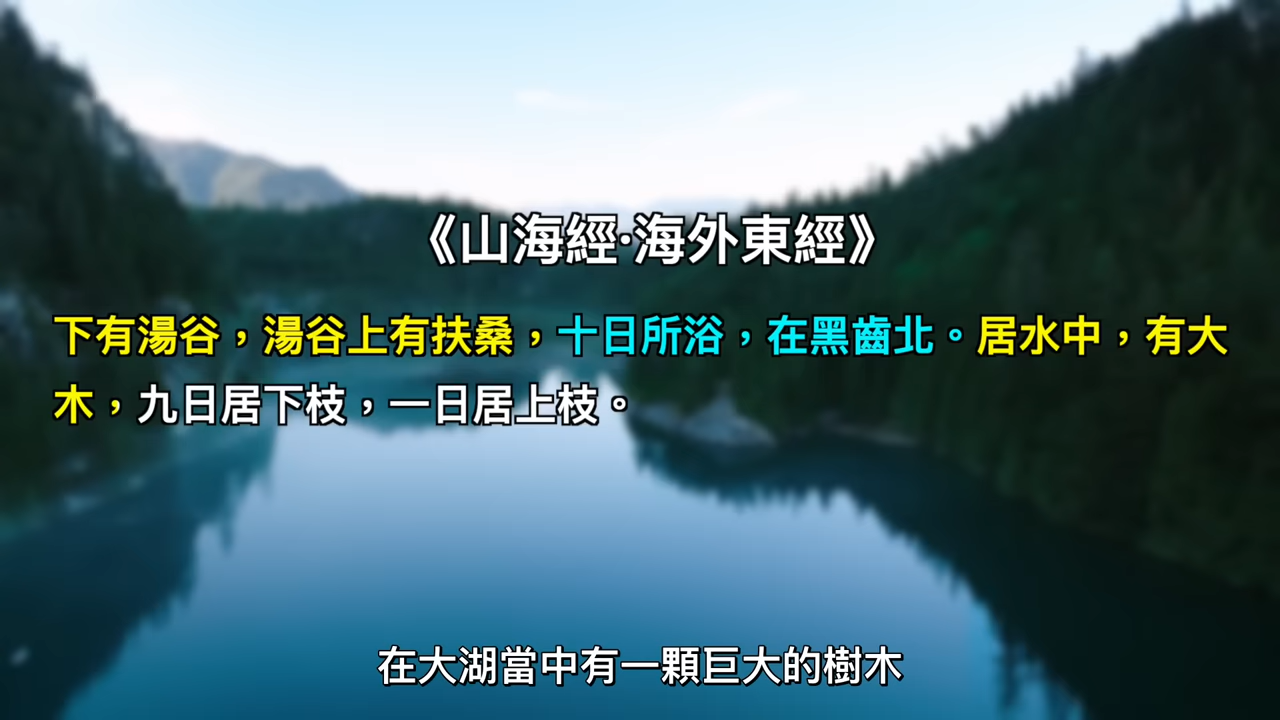 《山海經·海外東經》
下有湯谷，湯谷上有扶桑，十日所浴，在黑齒北。居水中，有大
木，九日居下枝，一日居上枝。
在大湖當中有一顆巨大的樹木